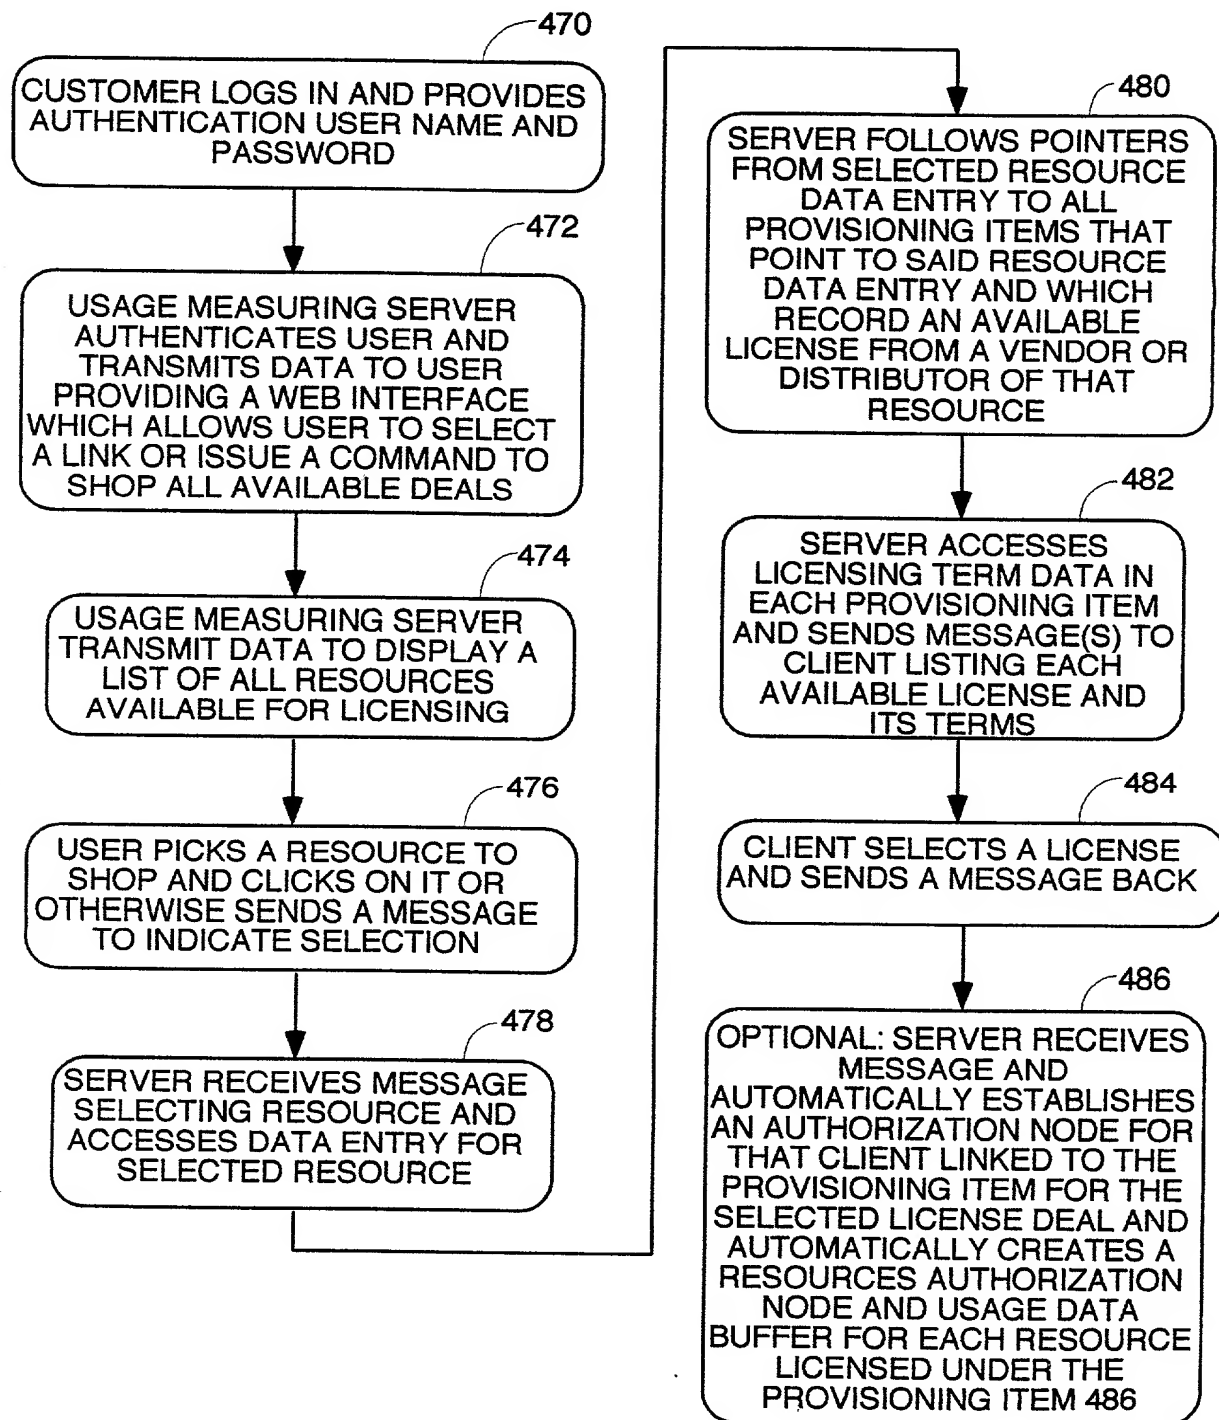 470
CUSTOMER LOGS IN AND PROVIDES
AUTHENTICATION USER NAME AND
PASSWORD
472
USAGE MEASURING SERVER
AUTHENTICATES USER AND
TRANSMITS DATA TO USER
PROVIDING A WEB INTERFACE
WHICH ALLOWS USER TO SELECT
A LINK OR ISSUE A COMMAND TO
SHOP ALL AVAILABLE DEALS
474
USAGE MEASURING SERVER
TRANSMIT DATA TO DISPLAY A
LIST OF ALL RESOURCES
AVAILABLE FOR LICENSING
476
USER PICKS A RESOURCE TO
SHOP AND CLICKS ON IT OR
OTHERWISE SENDS A MESSAGE
TO INDICATE SELECTION
478
SERVER RECEIVES MESSAGE
SELECTING RESOURCE AND
ACCESSES DATA ENTRY FOR
SELECTED RESOURCE
480
SERVER FOLLOWS POINTERS
FROM SELECTED RESOURCE
DATA ENTRY TO ALL
PROVISIONING ITEMS THAT
POINT TO SAID RESOURCE
DATA ENTRY AND WHICH
RECORD AN AVAILABLE
LICENSE FROM A VENDOR OR
DISTRIBUTOR OF THAT
RESOURCE
482
SERVER ACCESSES
LICENSING TERM DATA IN
EACH PROVISIONING ITEM
AND SENDS MESSAGE(S) TO
CLIENT LISTING EACH
AVAILABLE LICENSE AND
ITS TERMS
484
CLIENT SELECTS A LICENSE
AND SENDS A MESSAGE BACK
486
OPTIONAL: SERVER RECEIVES
MESSAGE AND
AUTOMATICALLY ESTABLISHES
AN AUTHORIZATION NODE FOR
THAT CLIENT LINKED TO THE
PROVISIONING ITEM FOR THE
SELECTED LICENSE DEAL AND
AUTOMATICALLY CREATES A
RESOURCES AUTHORIZATION
NODE AND USAGE DATA
BUFFER FOR EACH RESOURCE
LICENSED UNDER THE
PROVISIONING ITEM 486